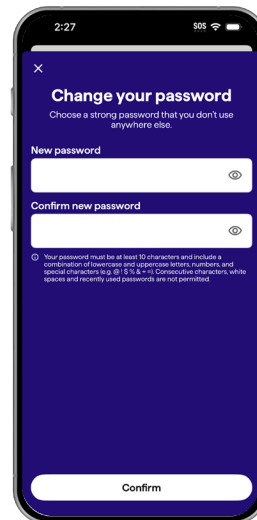 2:27
SOS
Change your password
Choose a strong password that you don't use
anywhere else.
New password
Confirm new password
Your password must be at least 10 characters and include a
combination of lowercase and uppercase letters, numbers, and
special characters (e.g. @ ! $ % & + =). Consecutive characters, white
spaces and recently used passwords are not permitted.
Confirm